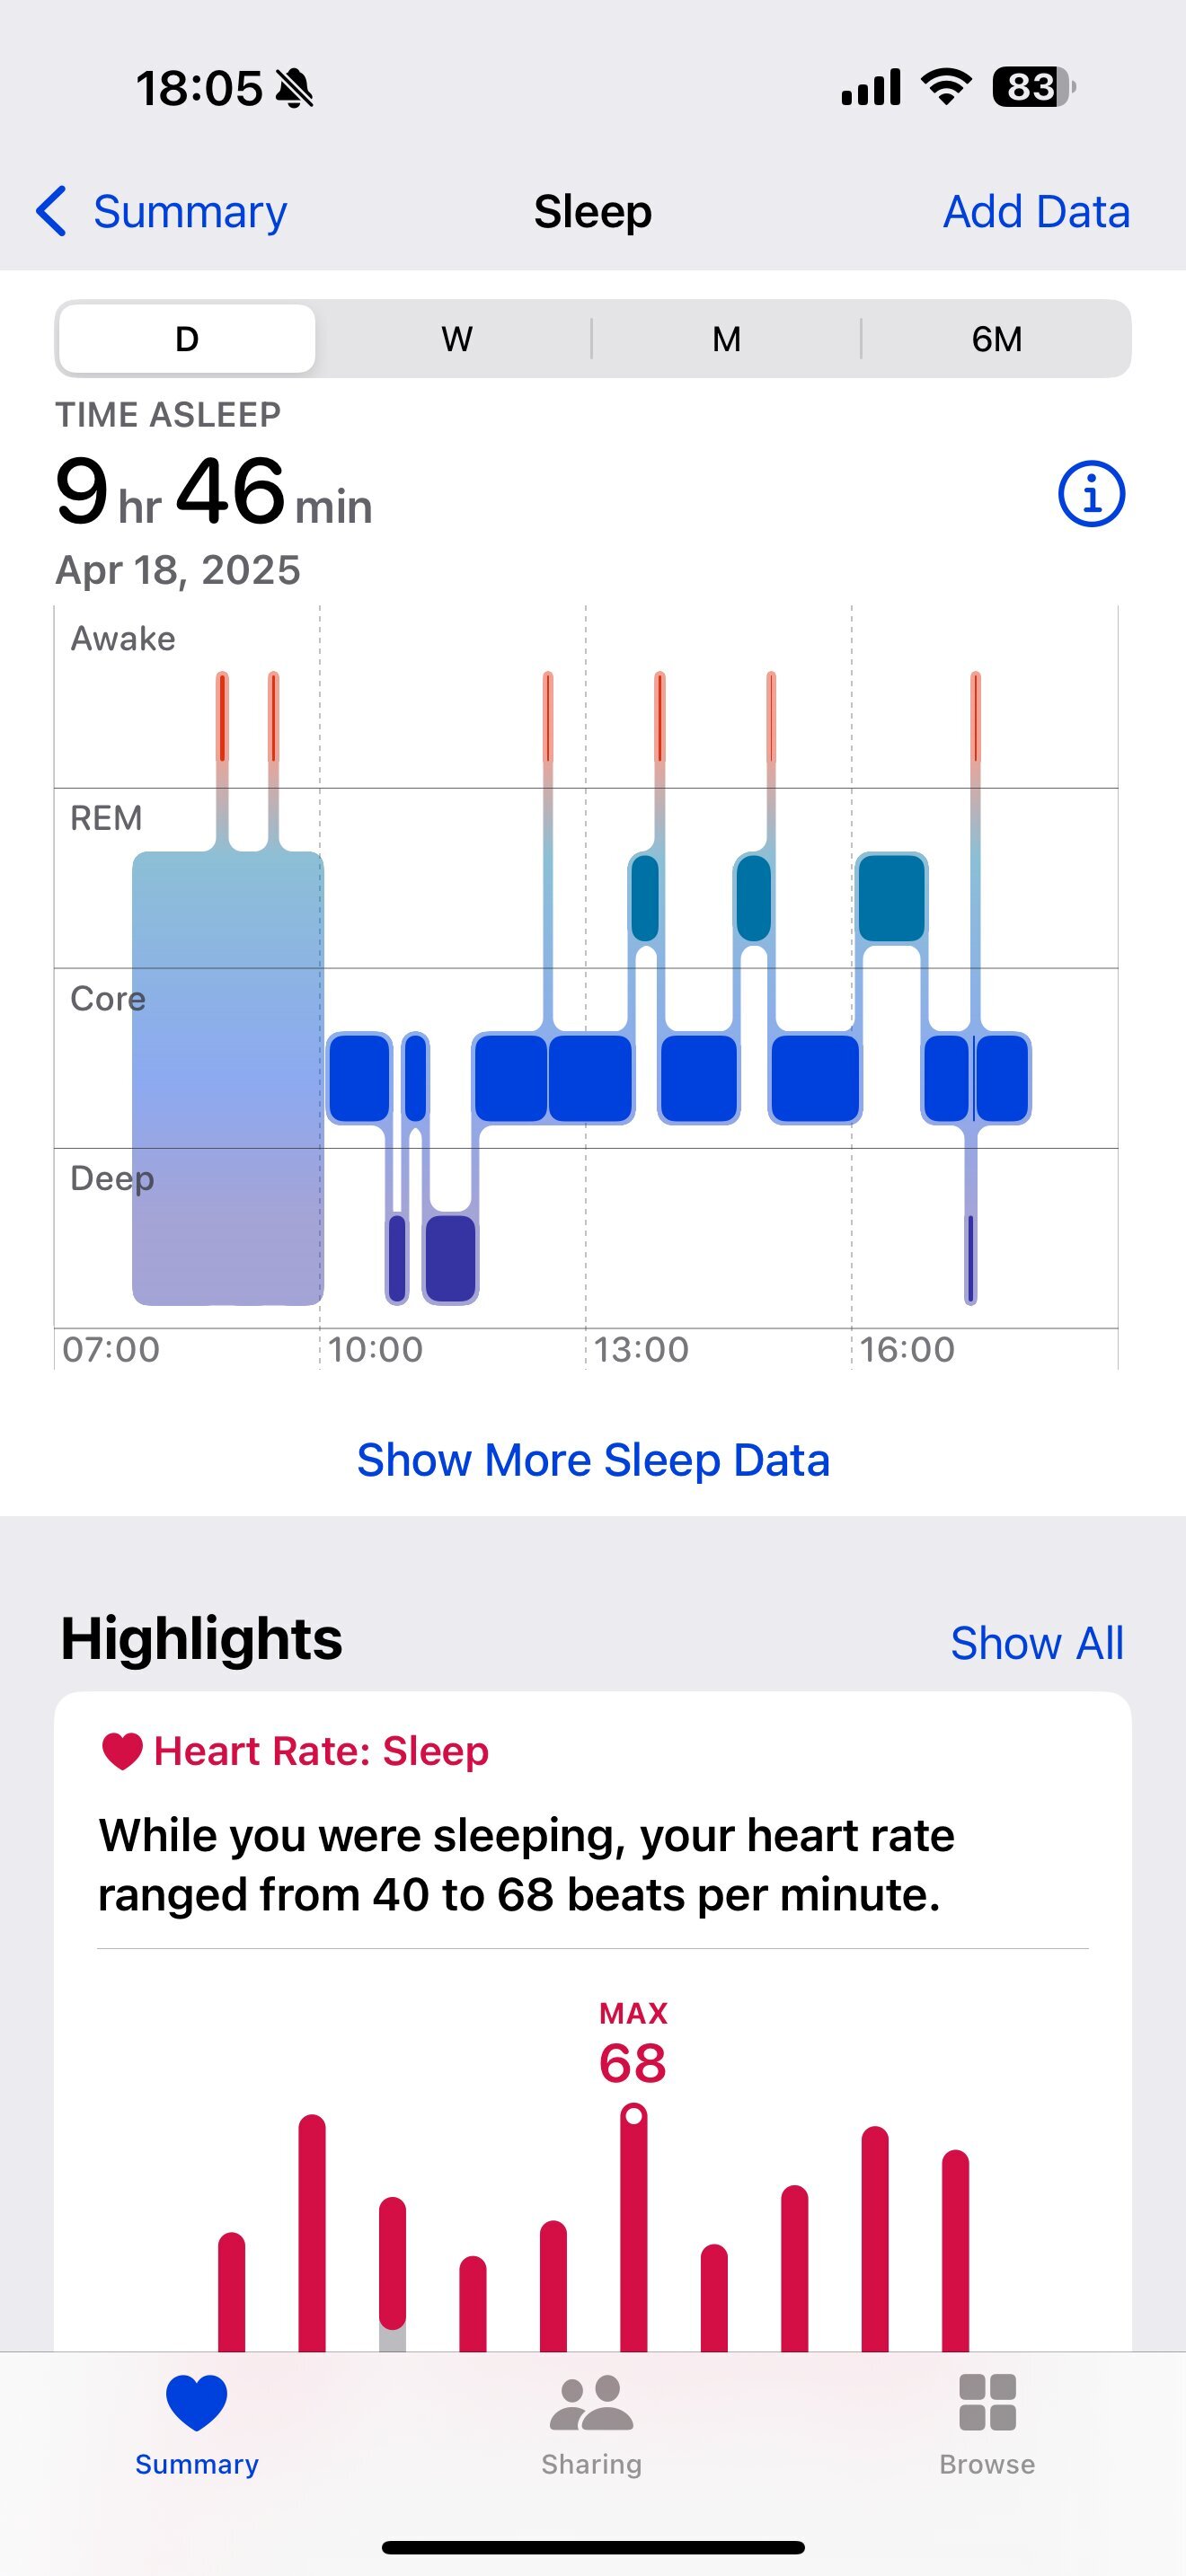 18:05
83
Summary Sleep Add Data
D W M 6M
TIME ASLEEP
9 hr 46 min
Apr 18, 2025
Awake
REM
Core
Deep
07:00 10:00 13:00 16:00
Show More Sleep Data
Highlights Show All
Heart Rate: Sleep
While you were sleeping, your heart rate
ranged from 40 to 68 beats per minute.
MAX
68
Summary Sharing Browse